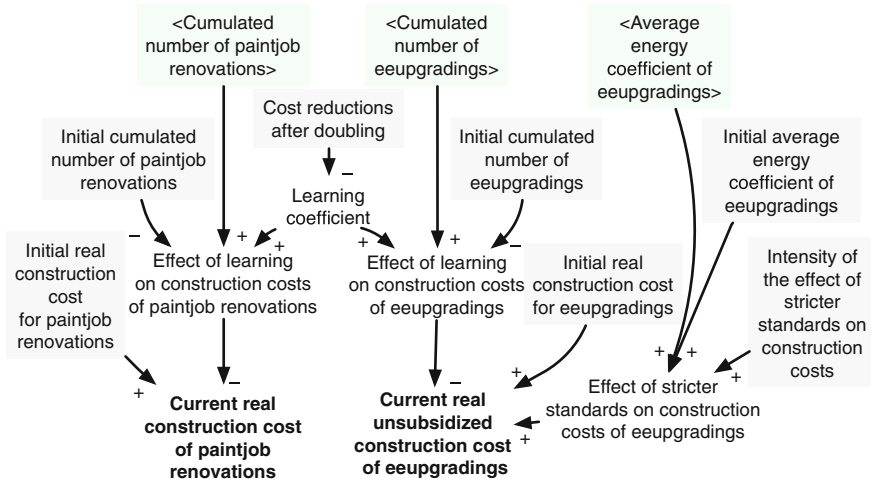 <Cumulated
number of paintjob
renovations>
<Cumulated
number of
eeupgradings>
<Average
energy
coefficient of
eeupgradings>
Cost reductions
after doubling
Initial cumulated
number of paintjob
renovations
Initial cumulated
number of
eeupgradings
Initial average
energy
coefficient of
eeupgradings
–
Learning
coefficient
–
+
+
+
+
–
Initial real
construction
cost
for paintjob
renovations
Effect of learning
on construction costs
of paintjob renovations
Effect of learning
on construction costs
of eeupgradings
Initial real
construction cost
for eeupgradings
Intensity of
the effect of
stricter
standards on
construction
costs
+
+
+
+
–
–
+
Current real
construction cost
of paintjob
renovations
Current real
unsubsidized
construction cost
of eeupgradings
+
Effect of stricter
standards on construction
costs of eeupgradings